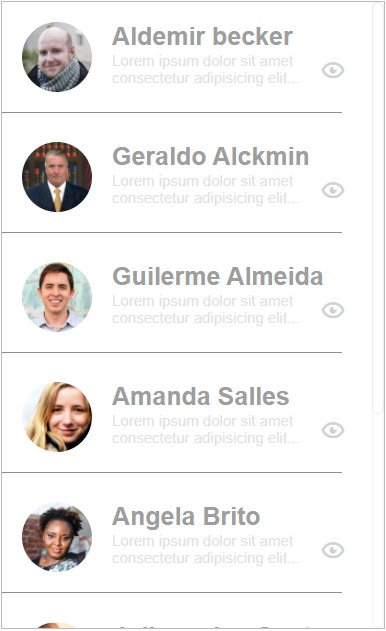 Aldemir becker
Lorem ipsum dolor sit amet
consectetur adipisicing elit...
Geraldo Alckmin
Lorem ipsum dolor sit amet
consectetur adipisicing elit...
Guilerme Almeida
Lorem ipsum dolor sit amet
consectetur adipisicing elit...
Amanda Salles
Lorem ipsum dolor sit amet
consectetur adipisicing elit...
Angela Brito
Lorem ipsum dolor sit amet
consectetur adipisicing elit...